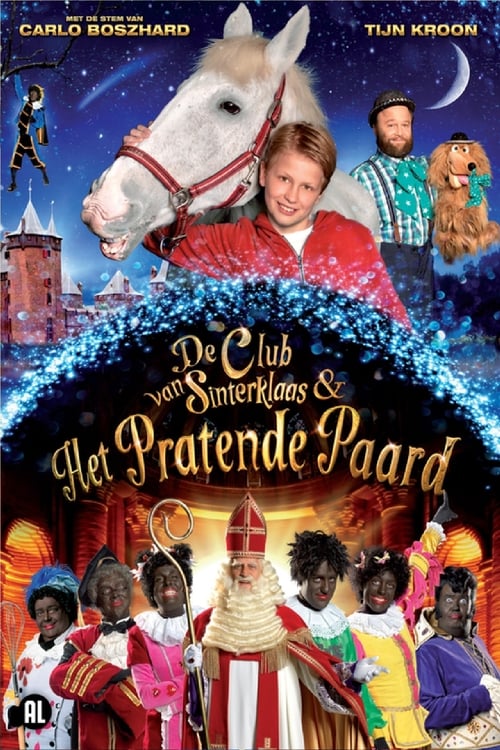 MET DE STEM VAN
CARLO BOSZHARD
TIJN KROON
De Club
van Sinterklaas &
Het Pratende Paard
AL